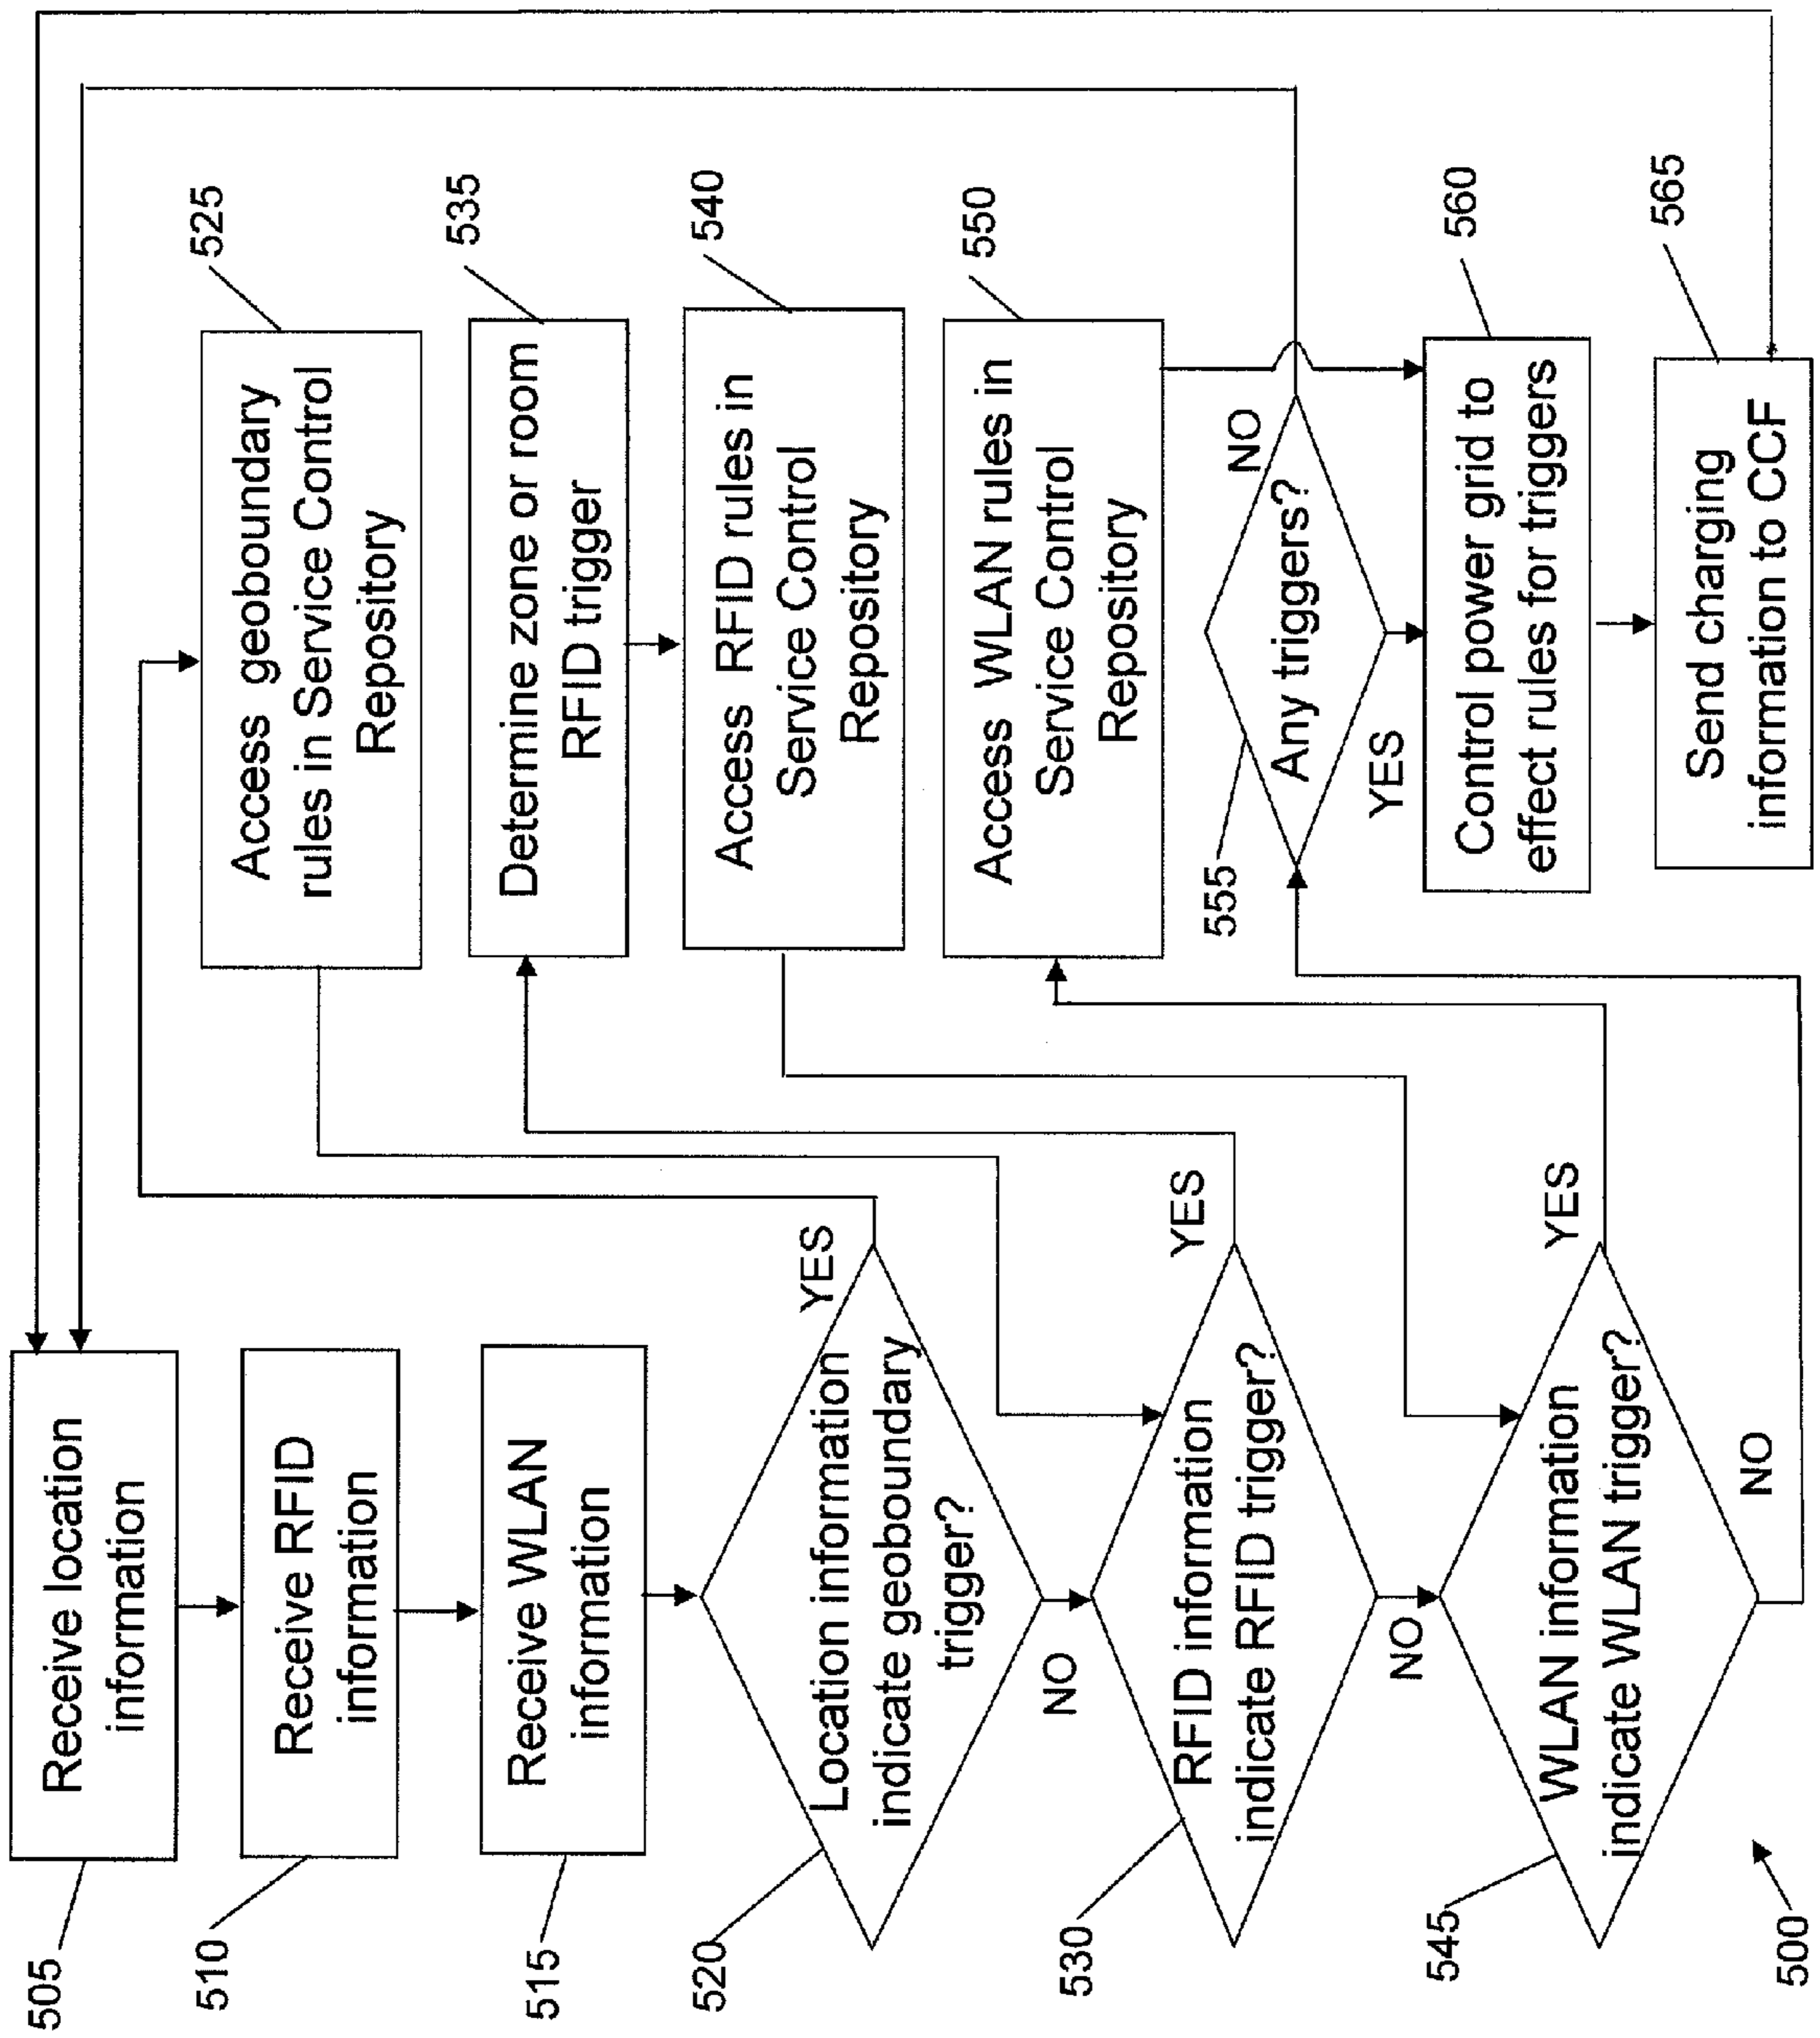 505
Receive location
information
510
Receive RFID
information
515
Receive WLAN
information
520
Location information
indicate geoboundary
trigger?
YES
NO
530
RFID information
indicate RFID trigger?
YES
NO
545
WLAN information
indicate WLAN trigger?
YES
NO
500
525
Access geoboundary
rules in Service Control
Repository
535
Determine zone or room
RFID trigger
540
Access RFID rules in
Service Control
Repository
550
Access WLAN rules in
Service Control
Repository
555
Any triggers?
NO
YES
560
Control power grid to
effect rules for triggers
565
Send charging
information to CCF